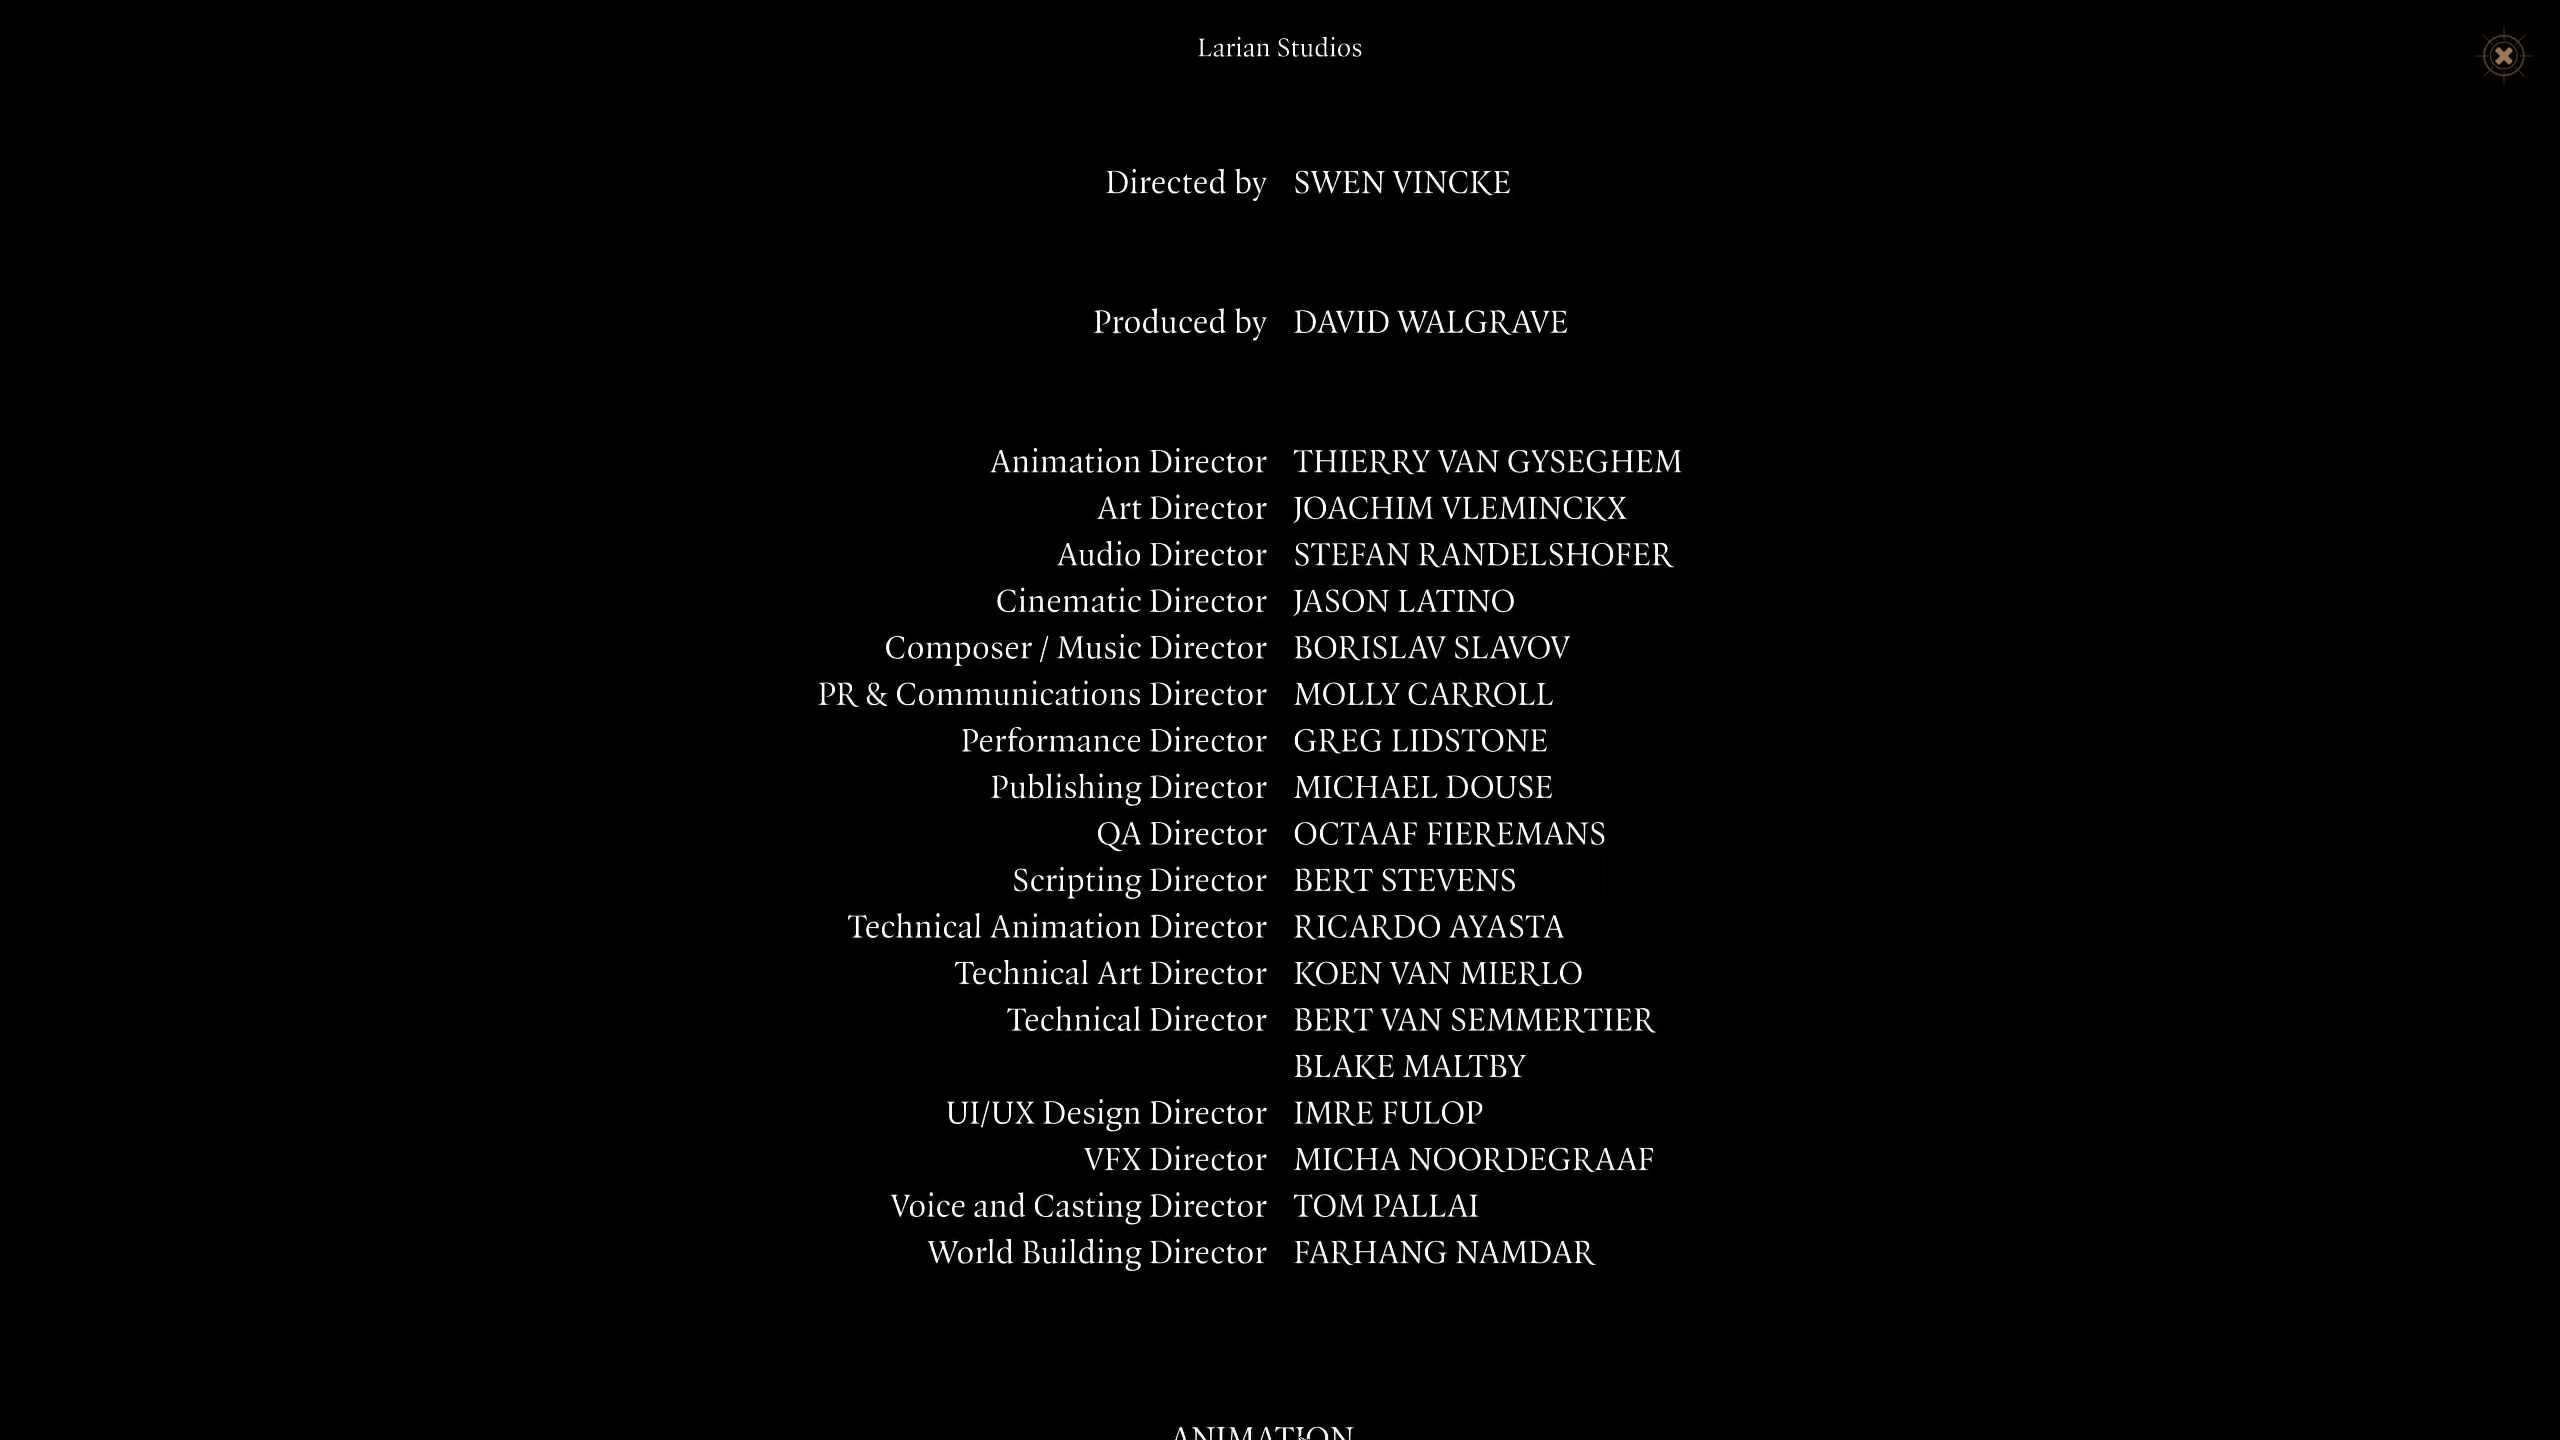 Larian Studios
Directed by SWEN VINCKE
Produced by DAVID WALGRAVE
Animation Director THIERRY VAN GYSEGHEM
Art Director JOACHIM VLEMINCKX
Audio Director STEFAN RANDELSHOFER
Cinematic Director JASON LATINO
Composer / Music Director BORISLAV SLAVOV
PR & Communications Director MOLLY CARROLL
Performance Director GREG LIDSTONE
Publishing Director MICHAEL DOUSE
QA Director OCTAAF FIEREMANS
Scripting Director BERT STEVENS
Technical Animation Director RICARDO AYASTA
Technical Art Director KOEN VAN MIERLO
Technical Director BERT VAN SEMMERTIER
BLAKE MALTBY
UI/UX Design Director IMRE FULOP
VFX Director MICHA NOORDEGRAAF
Voice and Casting Director TOM PALLAI
World Building Director FARHANG NAMDAR
ANIMATION